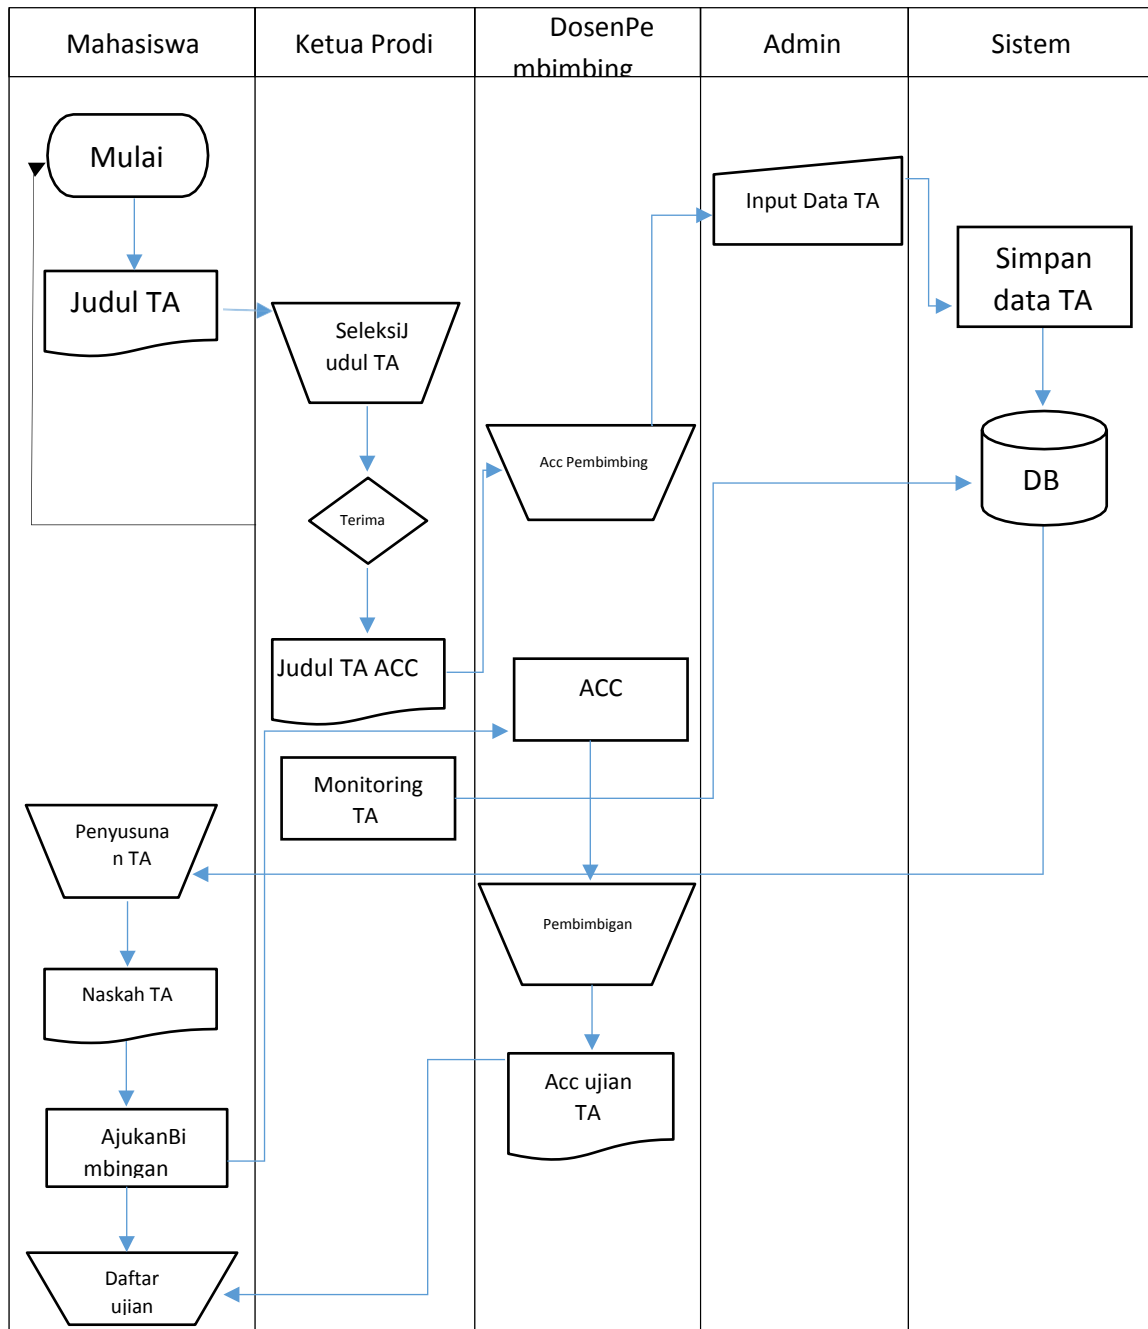 Mahasiswa
Ketua Prodi
DosenPe
mbimbing
Admin
Sistem
Mulai
Judul TA
SeleksiJ
udul TA
Terima
Judul TA ACC
Monitoring
TA
Acc Pembimbing
ACC
Pembimbigan
Acc ujian
TA
Input Data TA
Simpan
data TA
DB
Penyusuna
n TA
Naskah TA
AjukanBi
mbingan
Daftar
ujian